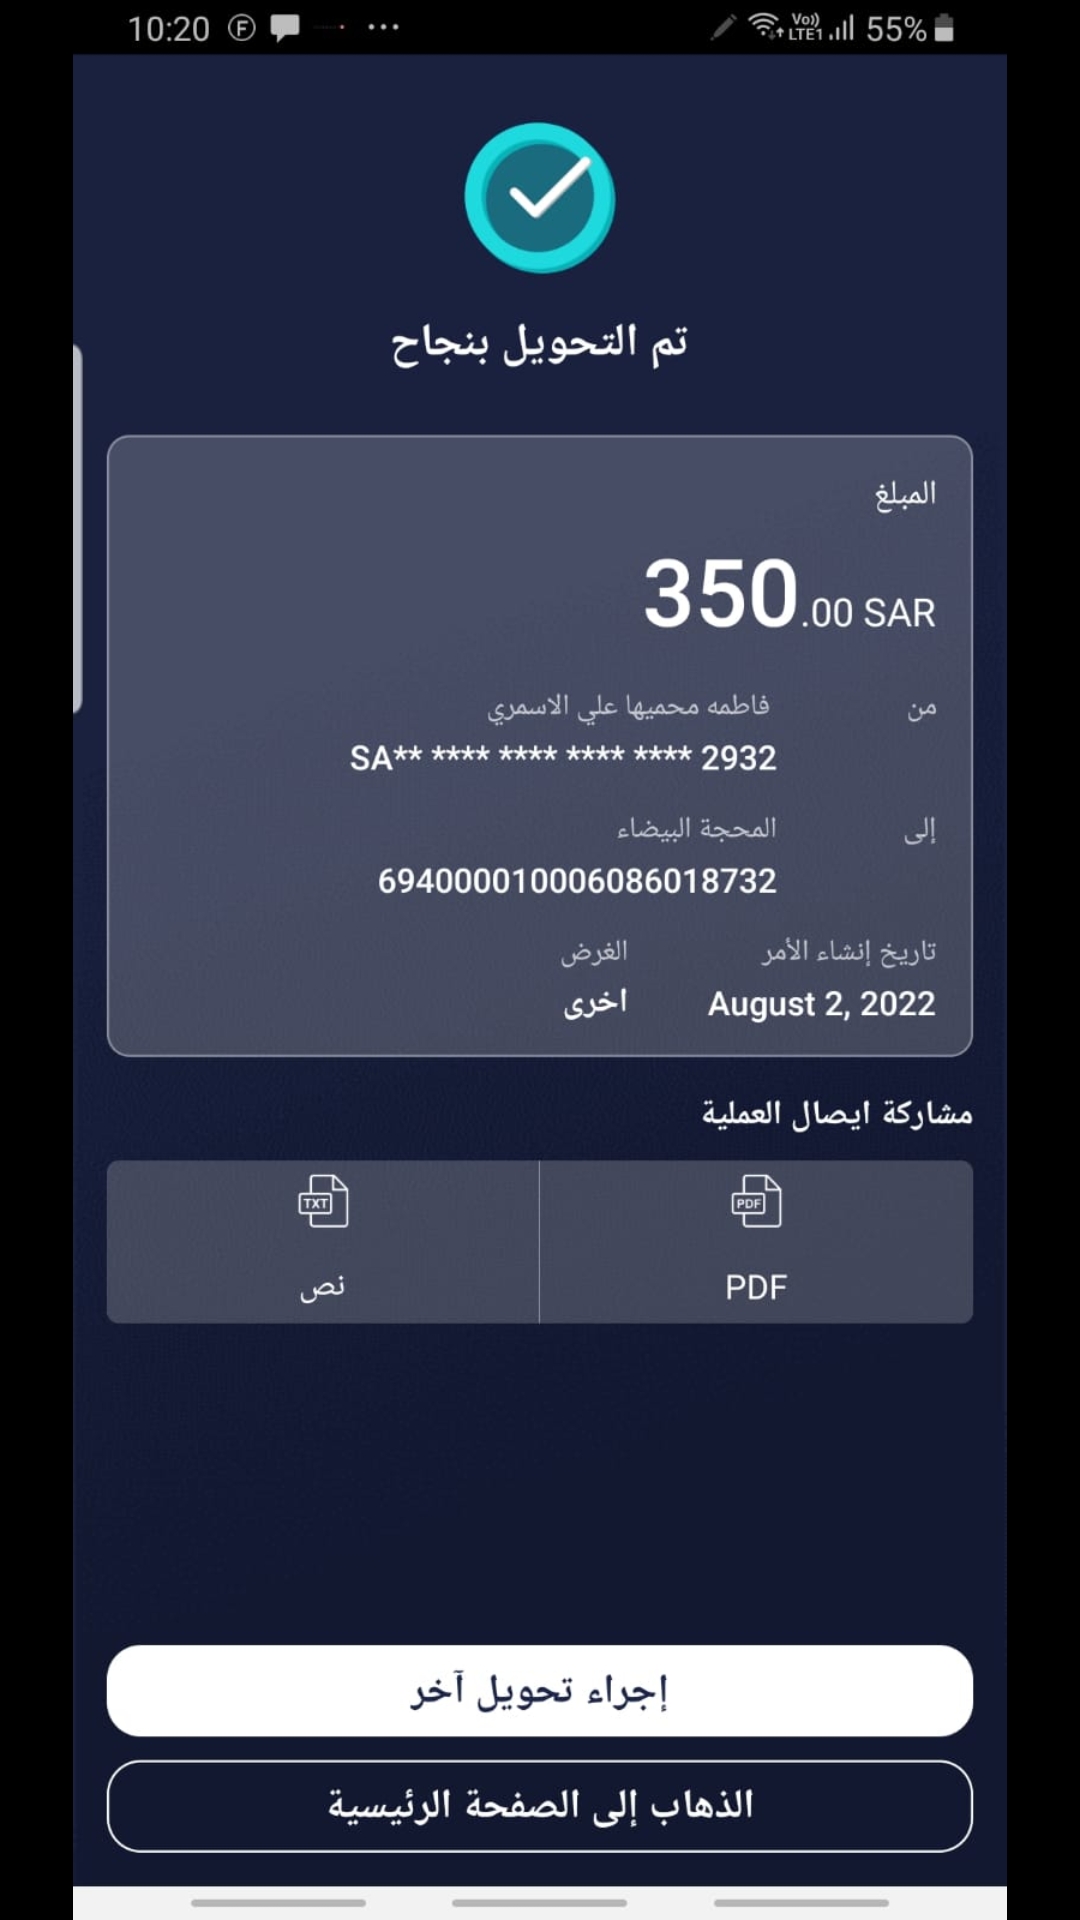 10:20
Vo)) LTE1 55%
تم التحويل بنجاح
المبلغ
350.00 SAR
من فاطمه محميها علي الاسمري
SA** **** **** **** **** 2932
إلى المحجة البيضاء
694000010006086018732
تاريخ إنشاء الأمر الغرض
August 2, 2022 اخرى
مشاركة ايصال العملية
PDF TXT
PDF نص
إجراء تحويل آخر
الذهاب إلى الصفحة الرئيسية